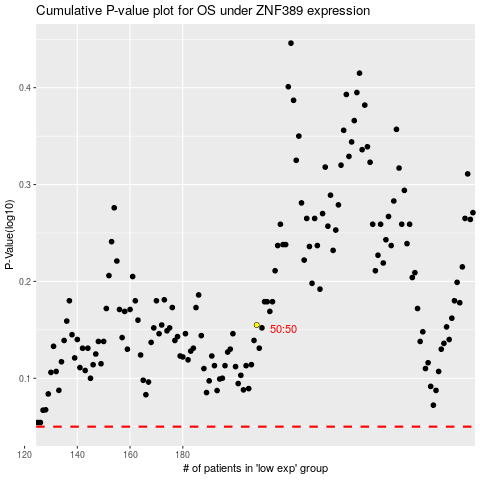 Cumulative P-value plot for OS under ZNF389 expression
P-Value(log10)
0.4
0.3
0.2
0.1
50:50
120 140 160 180
# of patients in 'low exp' group